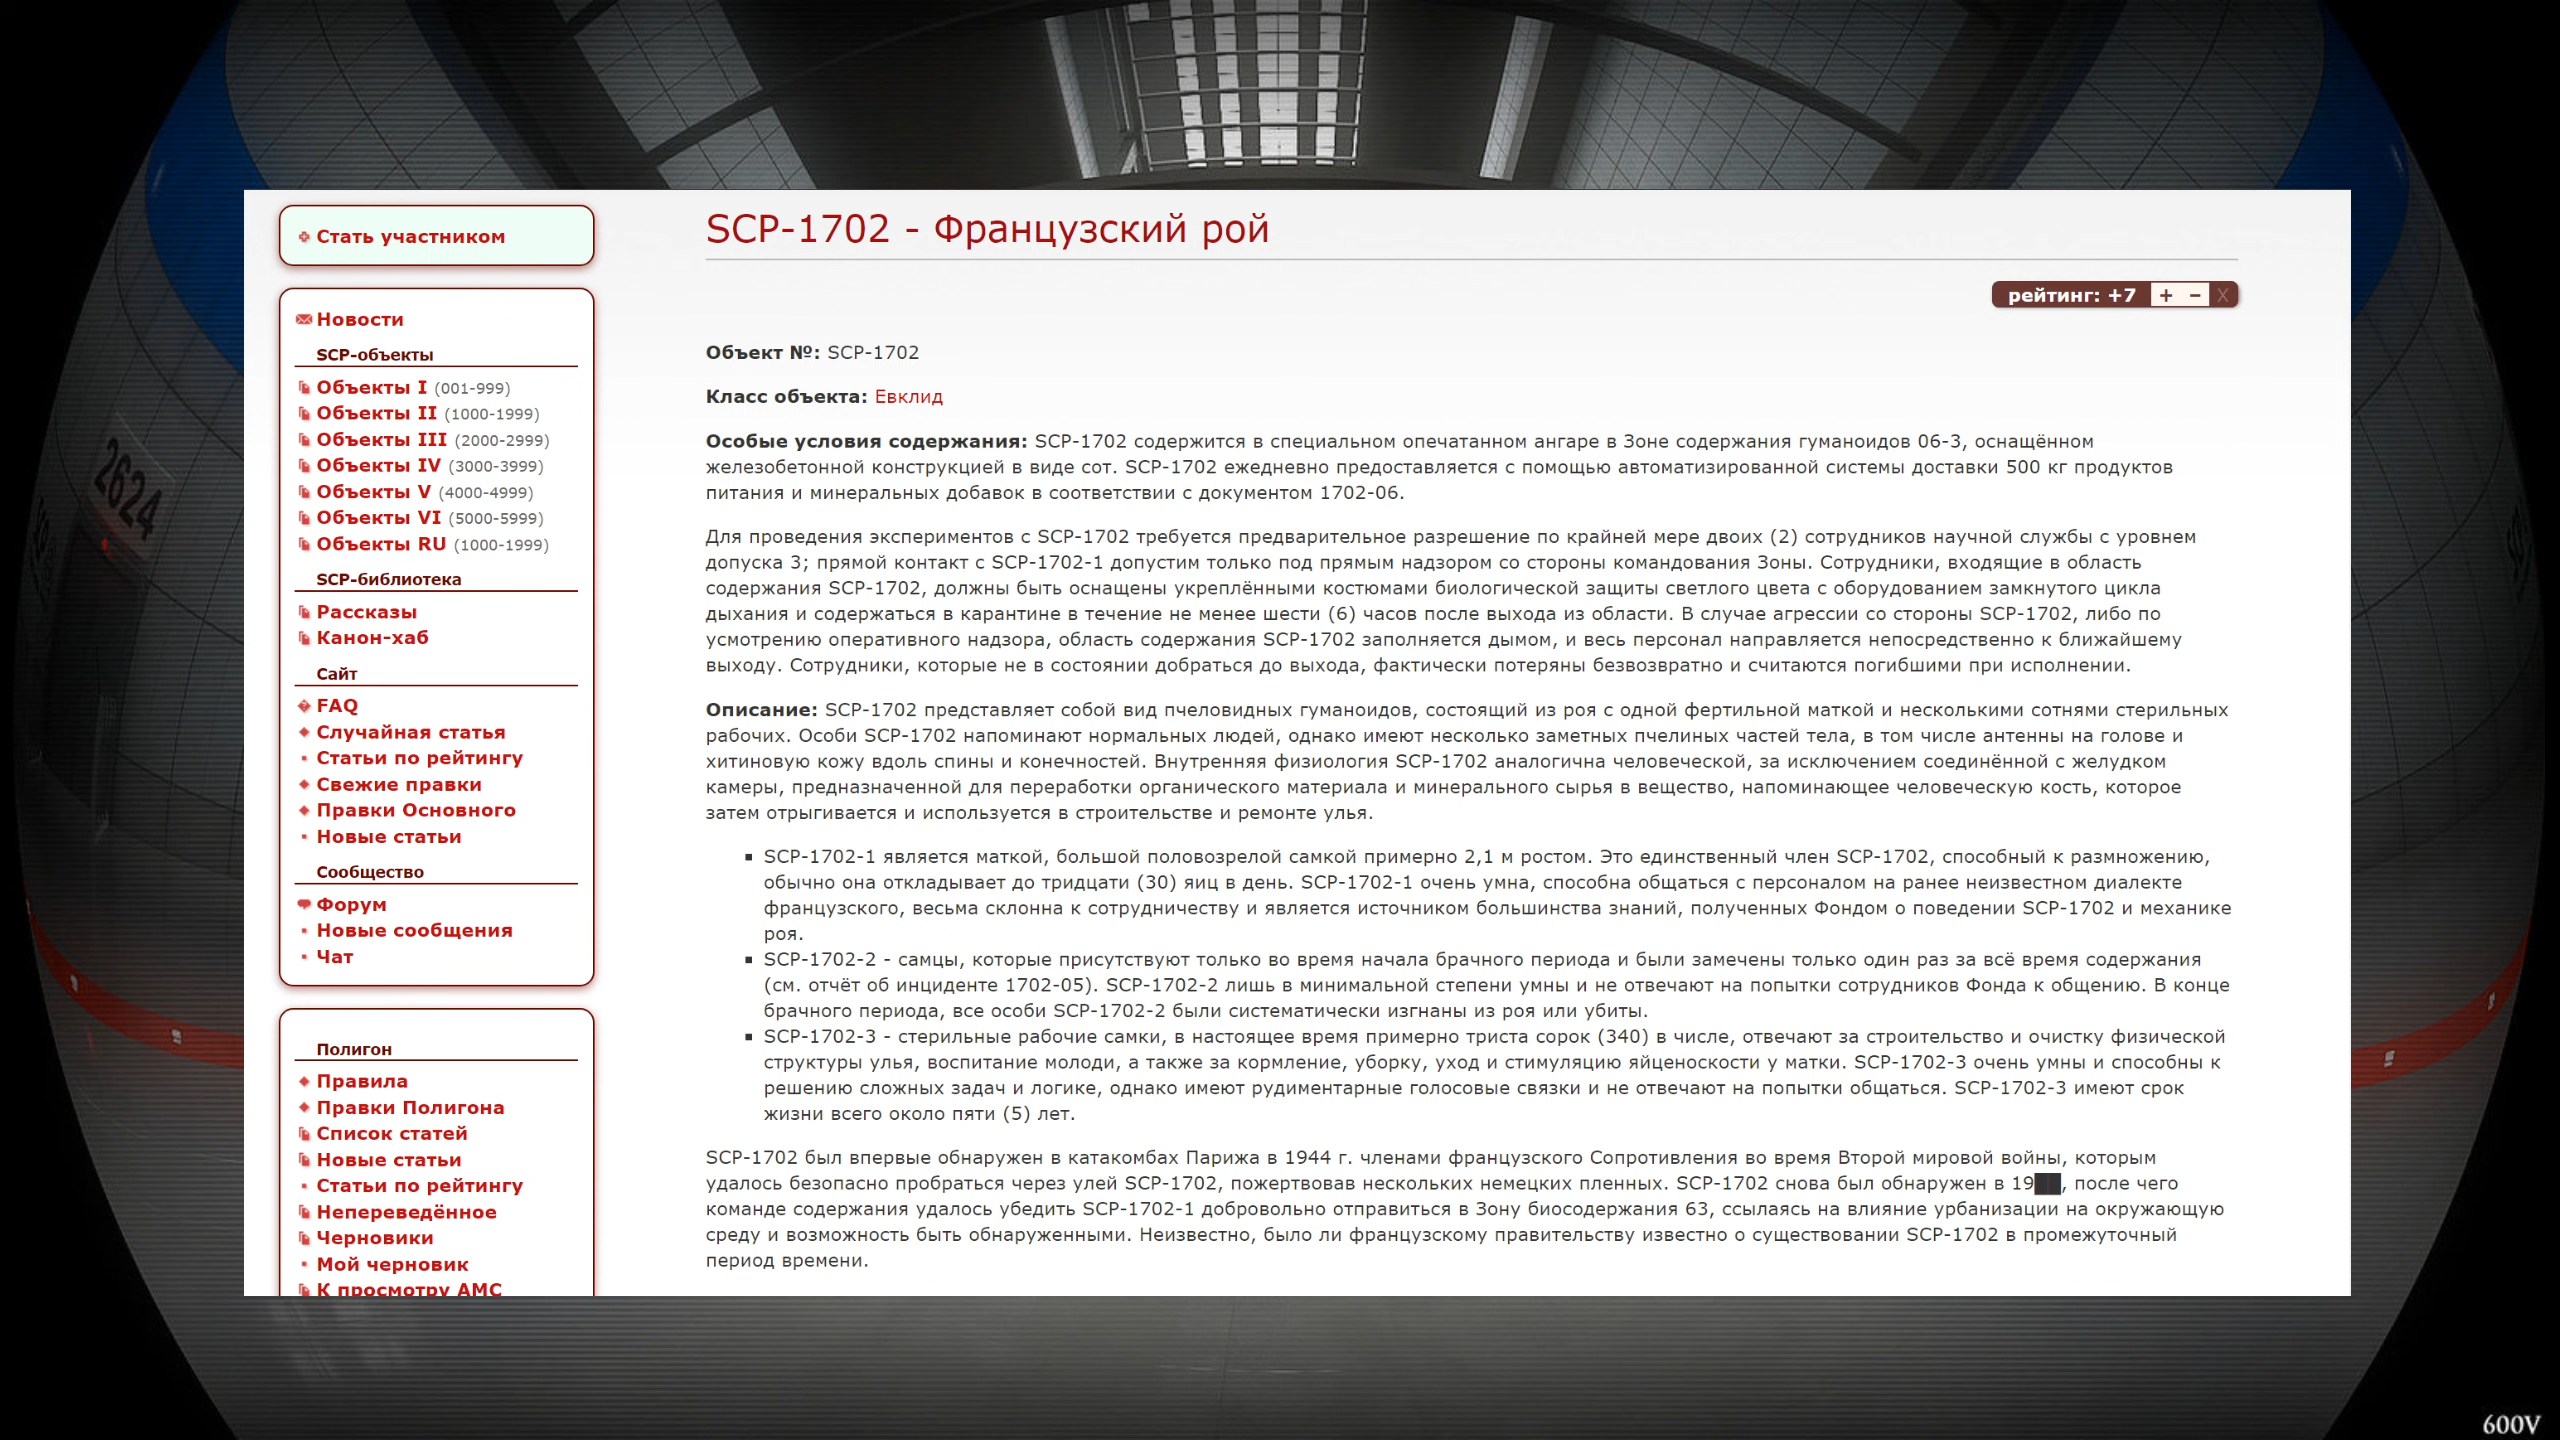 Стать участником
Новости
SCP-объекты
Объекты I (001-999)
Объекты II (1000-1999)
Объекты III (2000-2999)
Объекты IV (3000-3999)
Объекты V (4000-4999)
Объекты VI (5000-5999)
Объекты RU (1000-1999)
SCP-библиотека
Рассказы
Канон-хаб
Сайт
FAQ
Случайная статья
Статьи по рейтингу
Свежие правки
Правки Основного
Новые статьи
Сообщество
Форум
Новые сообщения
Чат
Полигон
Правила
Правки Полигона
Список статей
Новые статьи
Статьи по рейтингу
Непереведённое
Черновики
Мой черновик
К просмотру АМС
SCP-1702 - Французский рой
рейтинг: +7 + − X
Объект №: SCP-1702
Класс объекта: Евклид
Особые условия содержания: SCP-1702 содержится в специальном опечатанном ангаре в Зоне содержания гуманоидов 06-3, оснащённом
железобетонной конструкцией в виде сот. SCP-1702 ежедневно предоставляется с помощью автоматизированной системы доставки 500 кг продуктов
питания и минеральных добавок в соответствии с документом 1702-06.
Для проведения экспериментов с SCP-1702 требуется предварительное разрешение по крайней мере двоих (2) сотрудников научной службы с уровнем
допуска 3; прямой контакт с SCP-1702-1 допустим только под прямым надзором со стороны командования Зоны. Сотрудники, входящие в область
содержания SCP-1702, должны быть оснащены укреплёнными костюмами биологической защиты светлого цвета с оборудованием замкнутого цикла
дыхания и содержаться в карантине в течение не менее шести (6) часов после выхода из области. В случае агрессии со стороны SCP-1702, либо по
усмотрению оперативного надзора, область содержания SCP-1702 заполняется дымом, и весь персонал направляется непосредственно к ближайшему
выходу. Сотрудники, которые не в состоянии добраться до выхода, фактически потеряны безвозвратно и считаются погибшими при исполнении.
Описание: SCP-1702 представляет собой вид пчеловидных гуманоидов, состоящий из роя с одной фертильной маткой и несколькими сотнями стерильных
рабочих. Особи SCP-1702 напоминают нормальных людей, однако имеют несколько заметных пчелиных частей тела, в том числе антенны на голове и
хитиновую кожу вдоль спины и конечностей. Внутренняя физиология SCP-1702 аналогична человеческой, за исключением соединённой с желудком
камеры, предназначенной для переработки органического материала и минерального сырья в вещество, напоминающее человеческую кость, которое
затем отрыгивается и используется в строительстве и ремонте улья.
SCP-1702-1 является маткой, большой половозрелой самкой примерно 2,1 м ростом. Это единственный член SCP-1702, способный к размножению,
обычно она откладывает до тридцати (30) яиц в день. SCP-1702-1 очень умна, способна общаться с персоналом на ранее неизвестном диалекте
французского, весьма склонна к сотрудничеству и является источником большинства знаний, полученных Фондом о поведении SCP-1702 и механике
роя.
SCP-1702-2 - самцы, которые присутствуют только во время начала брачного периода и были замечены только один раз за всё время содержания
(см. отчёт об инциденте 1702-05). SCP-1702-2 лишь в минимальной степени умны и не отвечают на попытки сотрудников Фонда к общению. В конце
брачного периода, все особи SCP-1702-2 были систематически изгнаны из роя или убиты.
SCP-1702-3 - стерильные рабочие самки, в настоящее время примерно триста сорок (340) в числе, отвечают за строительство и очистку физической
структуры улья, воспитание молоди, а также за кормление, уборку, уход и стимуляцию яйценоскости у матки. SCP-1702-3 очень умны и способны к
решению сложных задач и логике, однако имеют рудиментарные голосовые связки и не отвечают на попытки общаться. SCP-1702-3 имеют срок
жизни всего около пяти (5) лет.
SCP-1702 был впервые обнаружен в катакомбах Парижа в 1944 г. членами французского Сопротивления во время Второй мировой войны, которым
удалось безопасно пробраться через улей SCP-1702, пожертвовав нескольких немецких пленных. SCP-1702 снова был обнаружен в 19██, после чего
команде содержания удалось убедить SCP-1702-1 добровольно отправиться в Зону биосодержания 63, ссылаясь на влияние урбанизации на окружающую
среду и возможность быть обнаруженными. Неизвестно, было ли французскому правительству известно о существовании SCP-1702 в промежуточный
период времени.
2624
600V